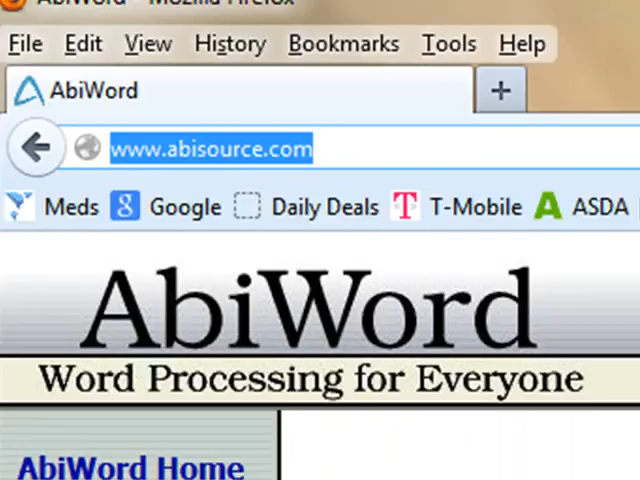 AbiWord - Mozilla Firefox
File Edit View History Bookmarks Tools Help
AbiWord +
www.abisource.com
Meds 8 Google Daily Deals T T-Mobile A ASDA
AbiWord
Word Processing for Everyone
AbiWord Home